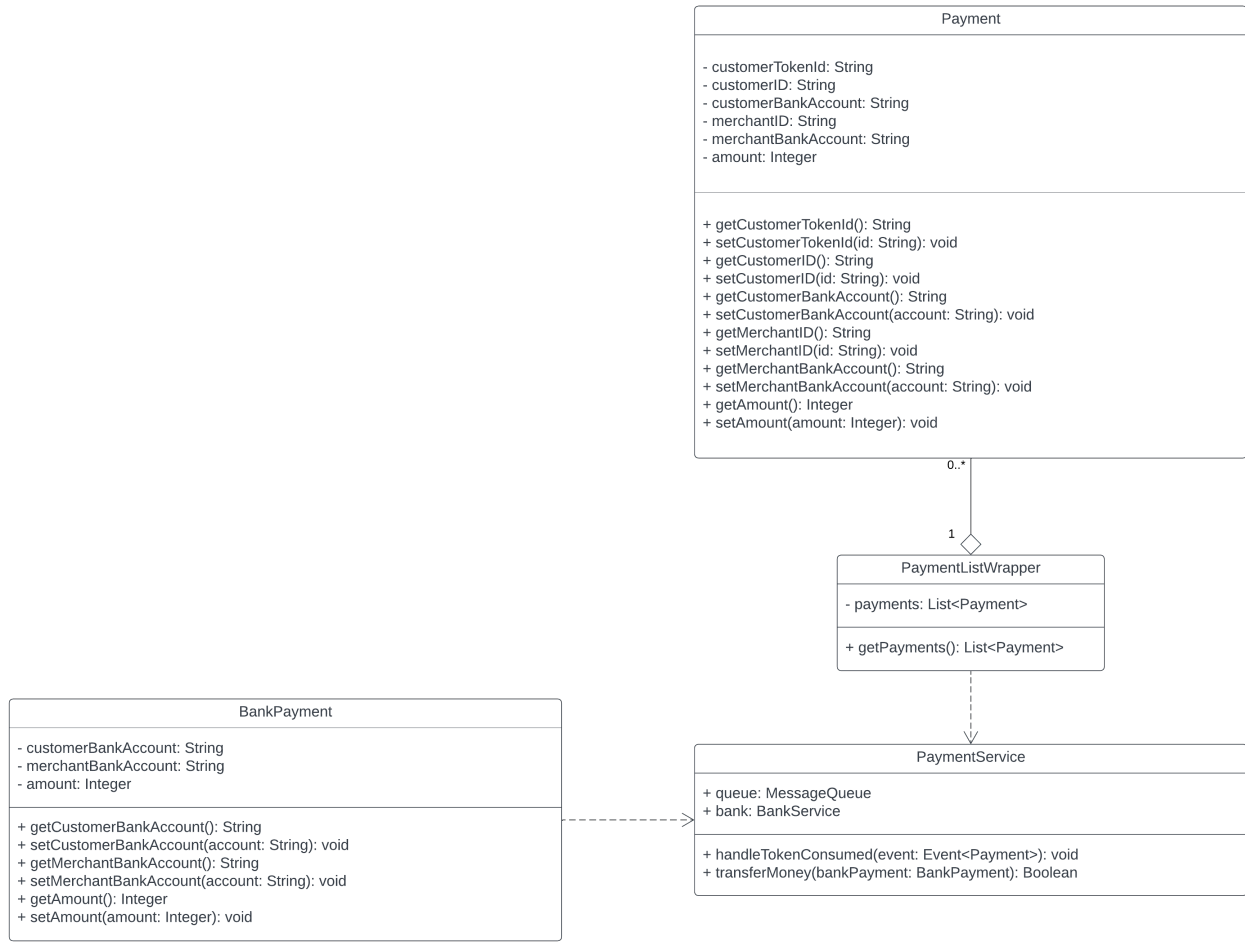 Payment
- customerTokenId: String
- customerID: String
- customerBankAccount: String
- merchantID: String
- merchantBankAccount: String
- amount: Integer
+ getCustomerTokenId(): String
+ setCustomerTokenId(id: String): void
+ getCustomerID(): String
+ setCustomerID(id: String): void
+ getCustomerBankAccount(): String
+ setCustomerBankAccount(account: String): void
+ getMerchantID(): String
+ setMerchantID(id: String): void
+ getMerchantBankAccount(): String
+ setMerchantBankAccount(account: String): void
+ getAmount(): Integer
+ setAmount(amount: Integer): void
0..*
1
PaymentListWrapper
- payments: List<Payment>
+ getPayments(): List<Payment>
BankPayment
- customerBankAccount: String
- merchantBankAccount: String
- amount: Integer
+ getCustomerBankAccount(): String
+ setCustomerBankAccount(account: String): void
+ getMerchantBankAccount(): String
+ setMerchantBankAccount(account: String): void
+ getAmount(): Integer
+ setAmount(amount: Integer): void
PaymentService
+ queue: MessageQueue
+ bank: BankService
+ handleTokenConsumed(event: Event<Payment>): void
+ transferMoney(bankPayment: BankPayment): Boolean